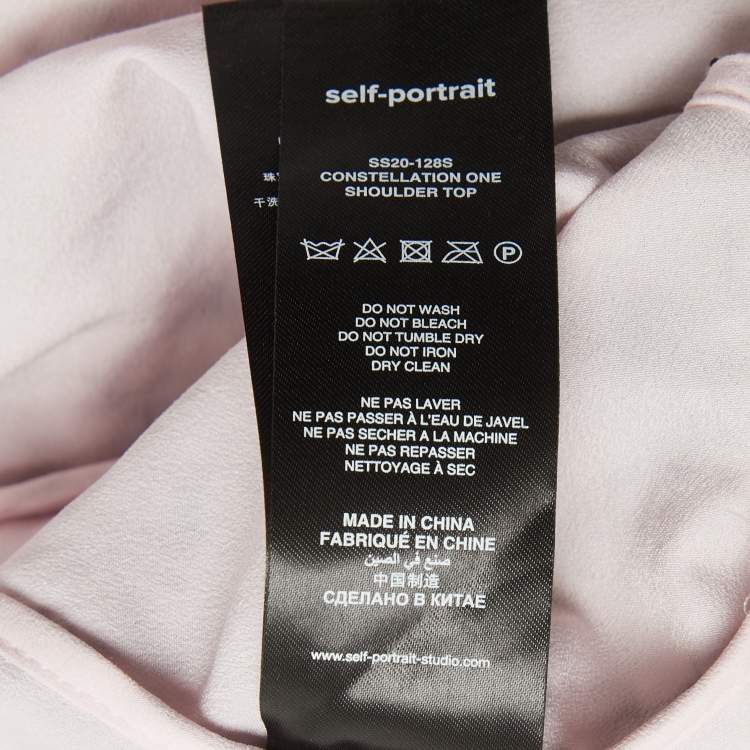 self-portrait
SS20-128S
CONSTELLATION ONE
SHOULDER TOP
P
DO NOT WASH
DO NOT BLEACH
DO NOT TUMBLE DRY
DO NOT IRON
DRY CLEAN
NE PAS LAVER
NE PAS PASSER À L'EAU DE JAVEL
NE PAS SECHER A LA MACHINE
NE PAS REPASSER
NETTOYAGE À SEC
MADE IN CHINA
FABRIQUÉ EN CHINE
صنع في الصين
中国制造
СДЕЛАНО В КИТАЕ
www.self-portrait-studio.com
珠
干洗